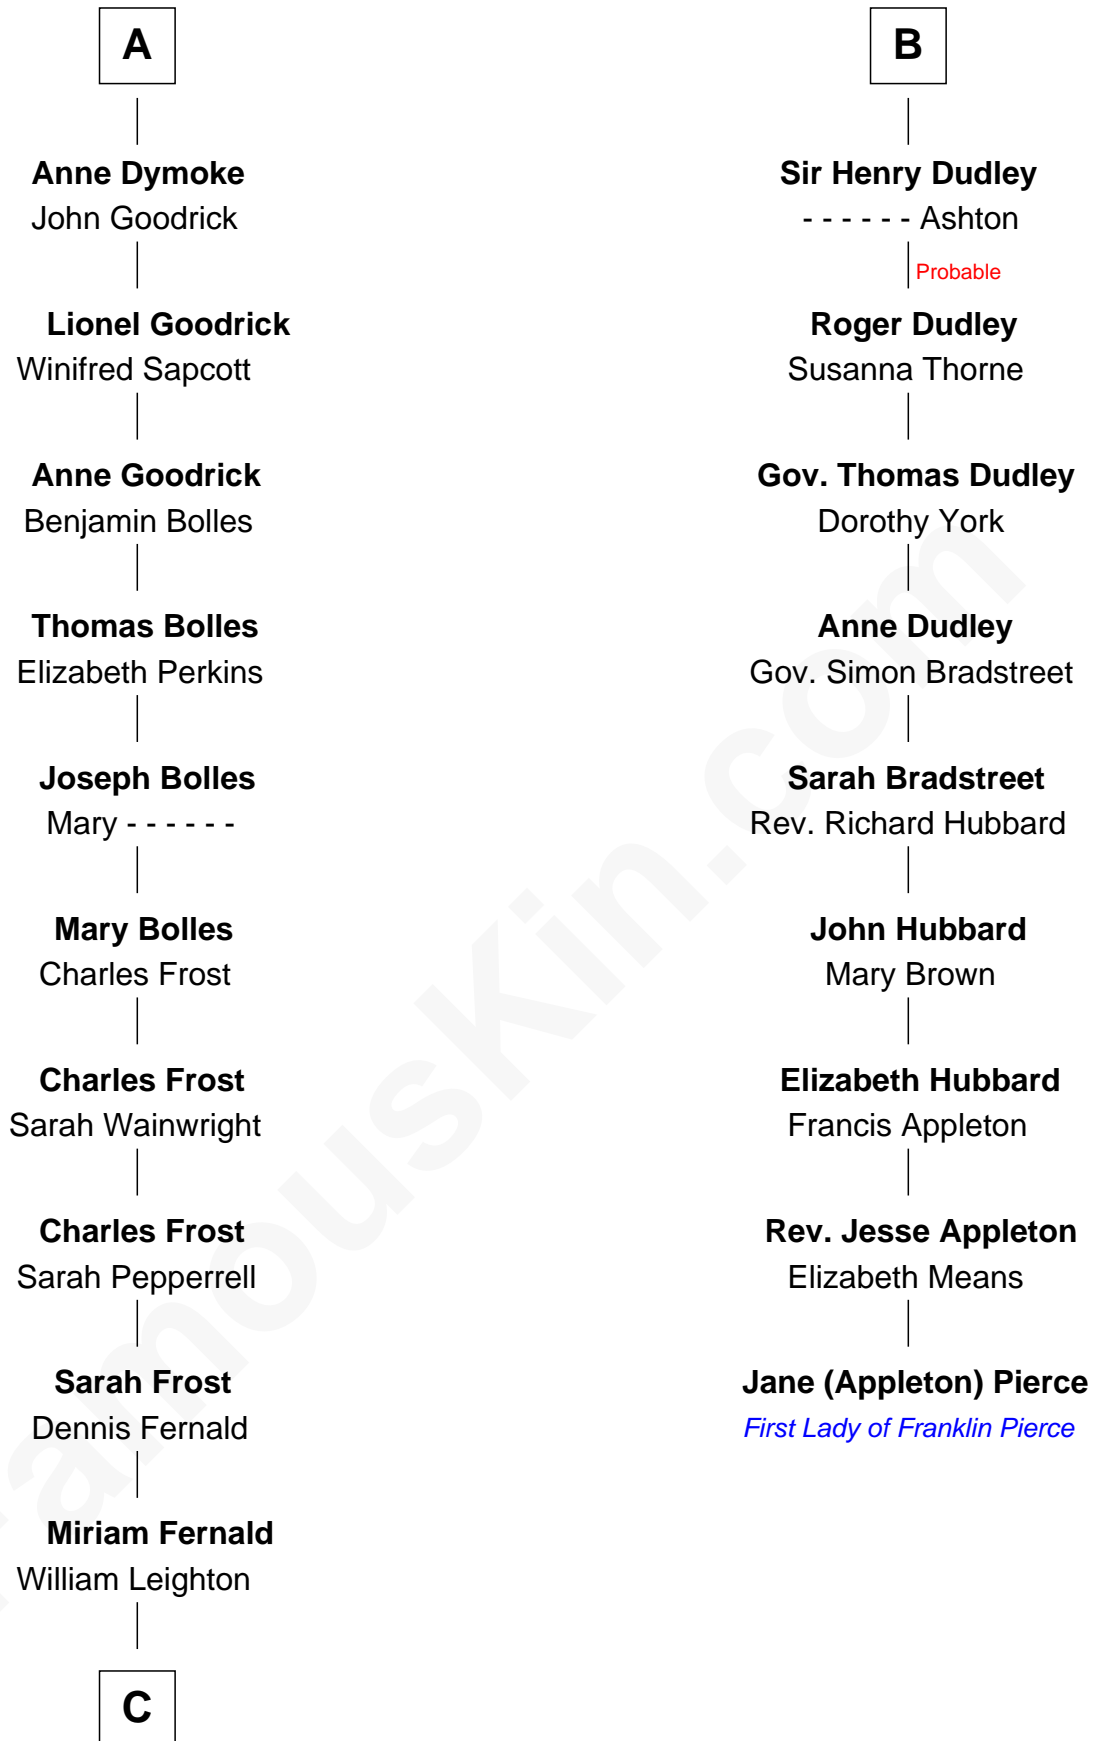 A
Anne Dymoke
John Goodrick
Lionel Goodrick
Winifred Sapcott
Anne Goodrick
Benjamin Bolles
Thomas Bolles
Elizabeth Perkins
Joseph Bolles
Mary - - - - - -
Mary Bolles
Charles Frost
Charles Frost
Sarah Wainwright
Charles Frost
Sarah Pepperrell
Sarah Frost
Dennis Fernald
Miriam Fernald
William Leighton
C
B
Sir Henry Dudley
- - - - - - Ashton
Probable
Roger Dudley
Susanna Thorne
Gov. Thomas Dudley
Dorothy York
Anne Dudley
Gov. Simon Bradstreet
Sarah Bradstreet
Rev. Richard Hubbard
John Hubbard
Mary Brown
Elizabeth Hubbard
Francis Appleton
Rev. Jesse Appleton
Elizabeth Means
Jane (Appleton) Pierce
First Lady of Franklin Pierce
FamousKin.com